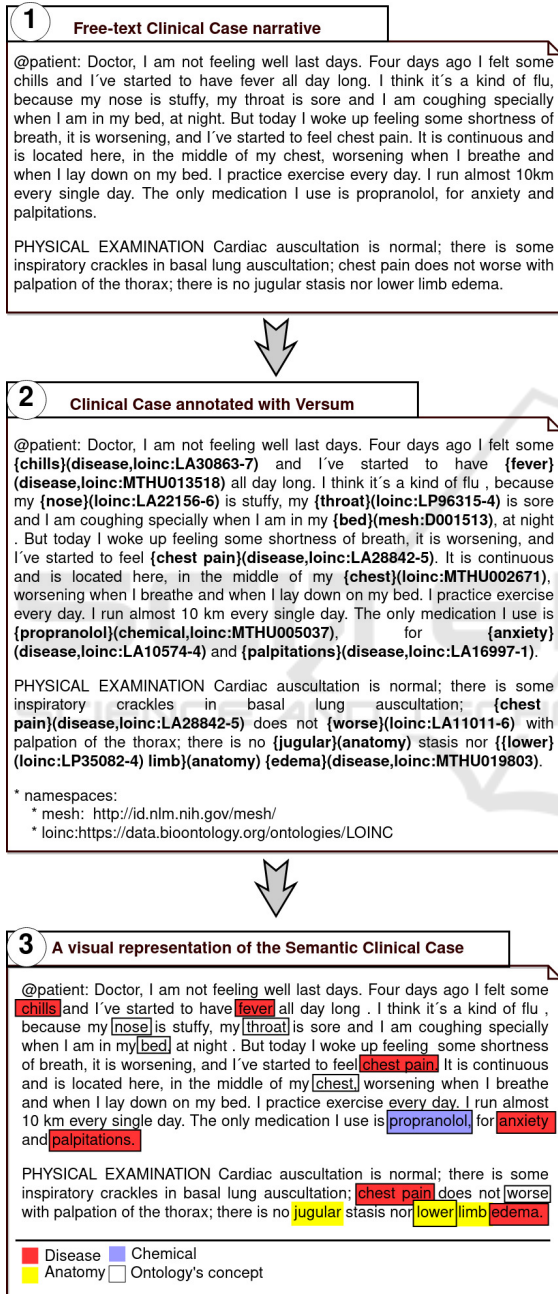 1
Free-text Clinical Case narrative
@patient: Doctor, I am not feeling well last days. Four days ago I felt some
chills and I´ve started to have fever all day long. I think it´s a kind of flu,
because my nose is stuffy, my throat is sore and I am coughing specially
when I am in my bed, at night. But today I woke up feeling some shortness of
breath, it is worsening, and I´ve started to feel chest pain. It is continuous and
is located here, in the middle of my chest, worsening when I breathe and
when I lay down on my bed. I practice exercise every day. I run almost 10km
every single day. The only medication I use is propranolol, for anxiety and
palpitations.
PHYSICAL EXAMINATION Cardiac auscultation is normal; there is some
inspiratory crackles in basal lung auscultation; chest pain does not worse with
palpation of the thorax; there is no jugular stasis nor lower limb edema.
2
Clinical Case annotated with Versum
@patient: Doctor, I am not feeling well last days. Four days ago I felt some
{chills}(disease,loinc:LA30863-7) and I´ve started to have {fever}
(disease,loinc:MTHU013518) all day long. I think it´s a kind of flu , because
my {nose}(loinc:LA22156-6) is stuffy, my {throat}(loinc:LP96315-4) is sore
and I am coughing specially when I am in my {bed}(mesh:D001513), at night
. But today I woke up feeling some shortness of breath, it is worsening, and
I´ve started to feel {chest pain}(disease,loinc:LA28842-5). It is continuous
and is located here, in the middle of my {chest}(loinc:MTHU002671),
worsening when I breathe and when I lay down on my bed. I practice exercise
every day. I run almost 10 km every single day. The only medication I use is
{propranolol}(chemical,loinc:MTHU005037), for {anxiety}
(disease,loinc:LA10574-4) and {palpitations}(disease,loinc:LA16997-1).
PHYSICAL EXAMINATION Cardiac auscultation is normal; there is some
inspiratory crackles in basal lung auscultation; {chest
pain}(disease,loinc:LA28842-5) does not {worse}(loinc:LA11011-6) with
palpation of the thorax; there is no {jugular}(anatomy) stasis nor {{lower}
(loinc:LP35082-4) limb}(anatomy) {edema}(disease,loinc:MTHU019803).
* namespaces:
* mesh: http://id.nlm.nih.gov/mesh/
* loinc:https://data.bioontology.org/ontologies/LOINC
3
A visual representation of the Semantic Clinical Case
@patient: Doctor, I am not feeling well last days. Four days ago I felt some
chills and I´ve started to have fever all day long . I think it´s a kind of flu ,
because my nose is stuffy, my throat is sore and I am coughing specially
when I am in my bed, at night . But today I woke up feeling some shortness
of breath, it is worsening, and I´ve started to feel chest pain. It is continuous
and is located here, in the middle of my chest, worsening when I breathe
and when I lay down on my bed. I practice exercise every day. I run almost
10 km every single day. The only medication I use is propranolol, for anxiety
and palpitations.
PHYSICAL EXAMINATION Cardiac auscultation is normal; there is some
inspiratory crackles in basal lung auscultation; chest pain does not worse
with palpation of the thorax; there is no jugular stasis nor lower limb edema.
Disease Chemical
Anatomy Ontology's concept